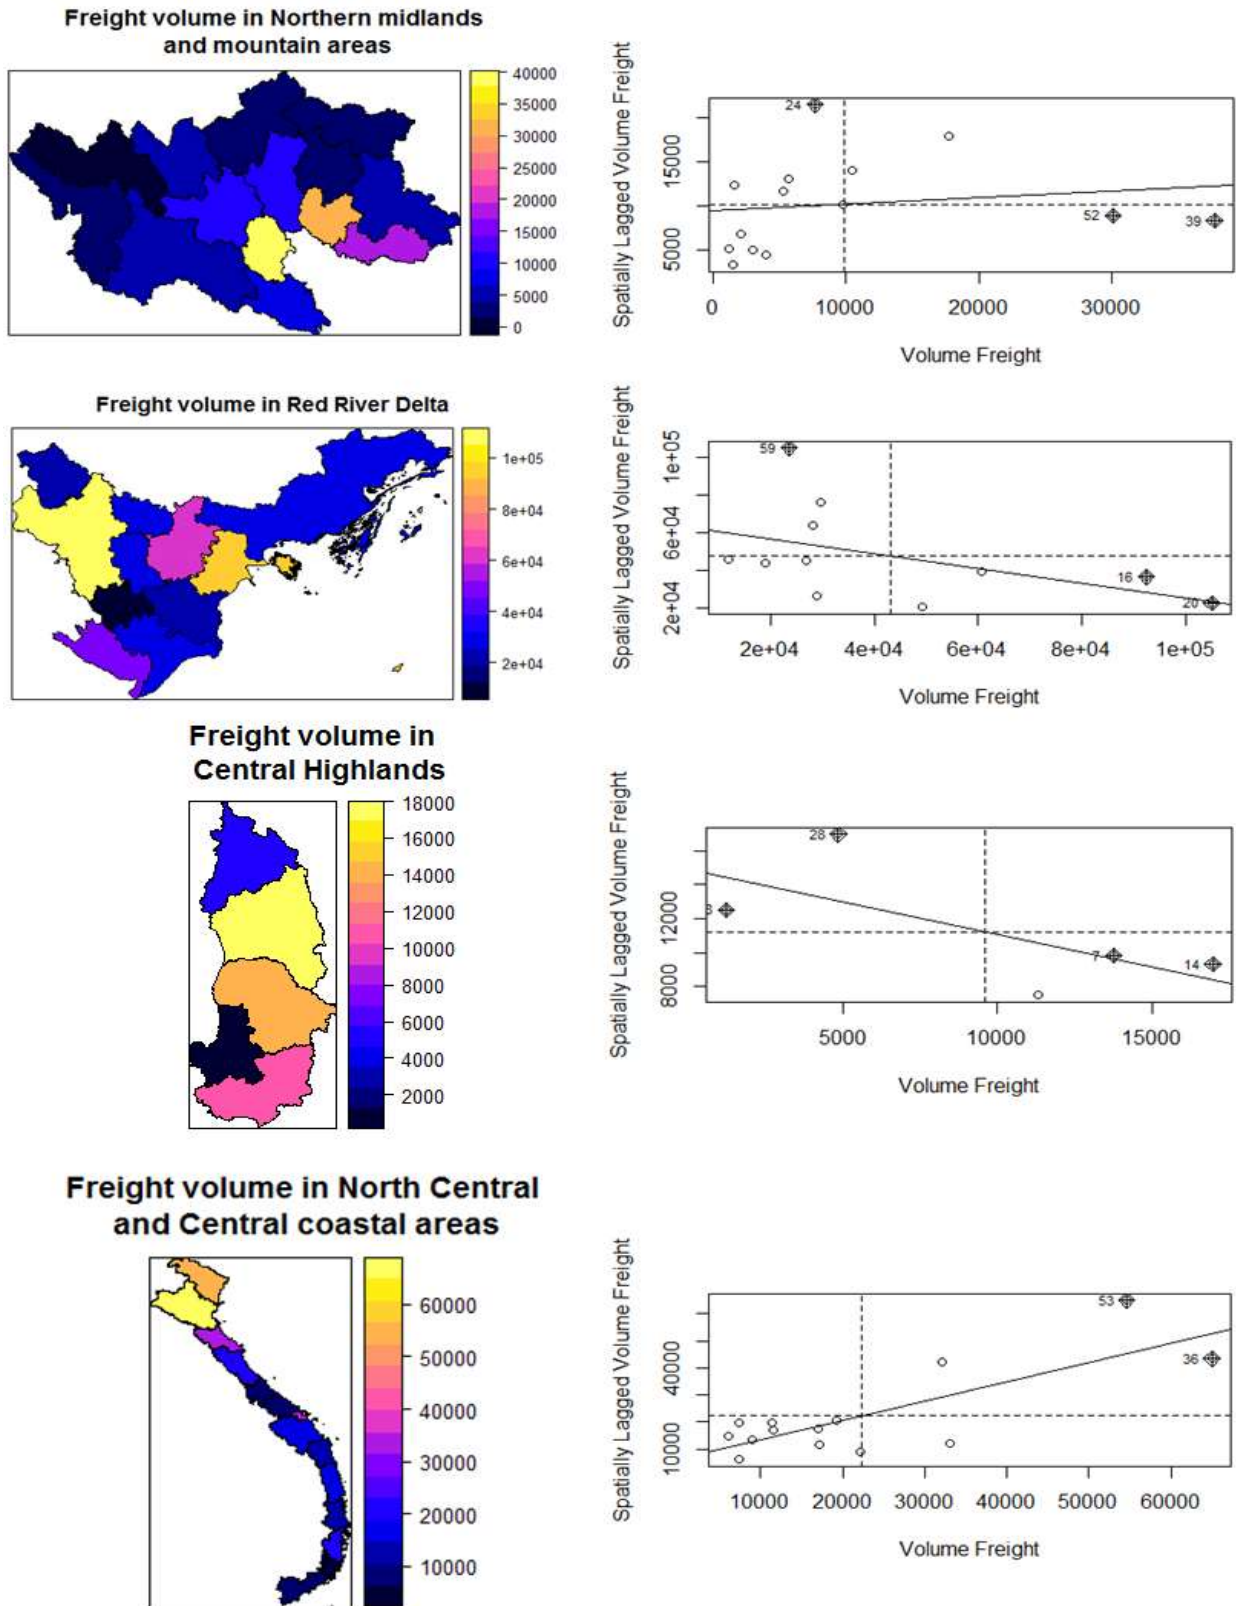 Freight volume in Northern midlands
and mountain areas
40000
35000
30000
25000
20000
15000
10000
5000
0
Spatially Lagged Volume Freight
15000
5000
24
52
39
0 10000 20000 30000
Volume Freight
Freight volume in Red River Delta
1e+05
8e+04
6e+04
4e+04
2e+04
Spatially Lagged Volume Freight
1e+05
6e+04
2e+04
59
16
20
2e+04 4e+04 6e+04 8e+04 1e+05
Volume Freight
Freight volume in
Central Highlands
18000
16000
14000
12000
10000
8000
6000
4000
2000
Spatially Lagged Volume Freight
12000
8000
28
7
14
5000 10000 15000
Volume Freight
Freight volume in North Central
and Central coastal areas
60000
50000
40000
30000
20000
10000
Spatially Lagged Volume Freight
40000
10000
53
36
10000 20000 30000 40000 50000 60000
Volume Freight